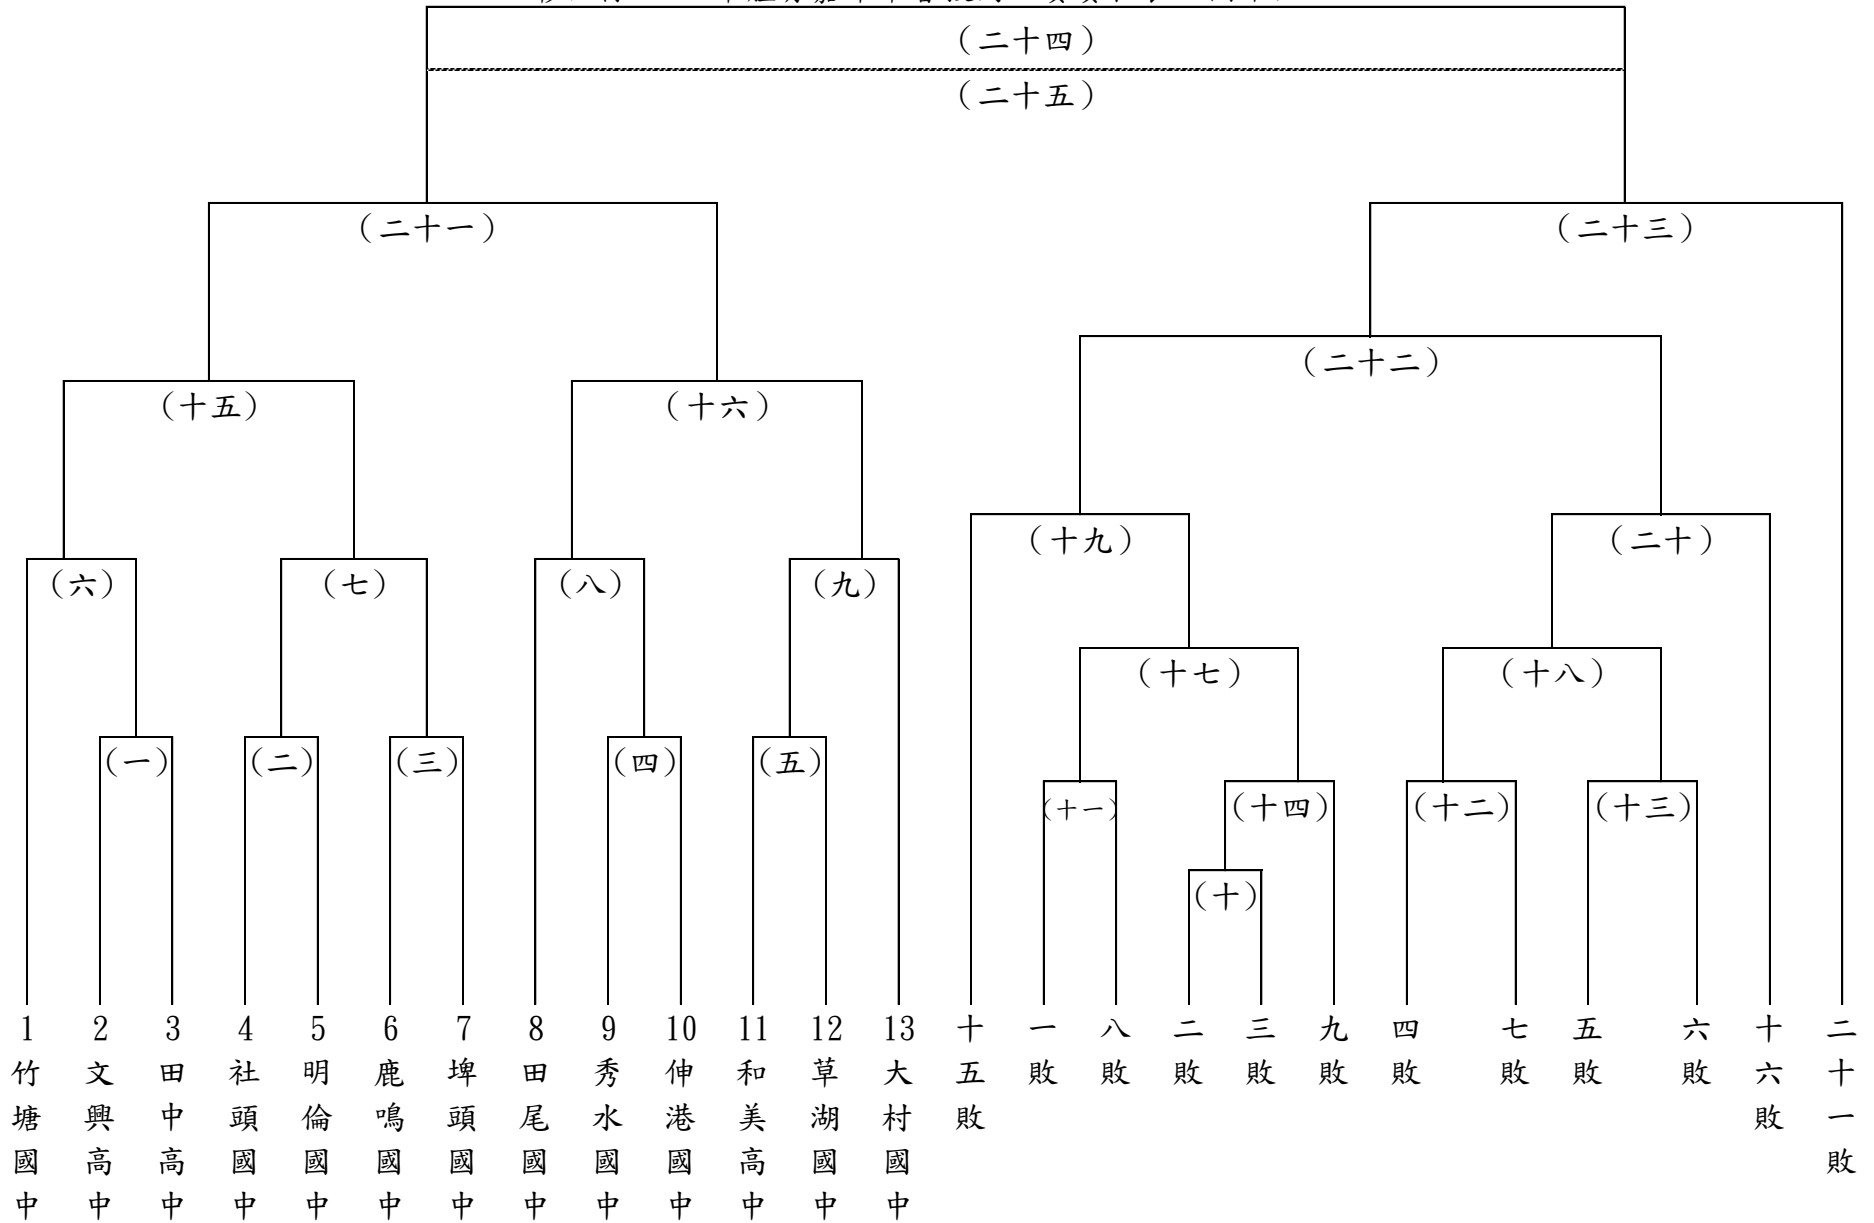 （二十四）
（二十五）
（二十一）
（二十三）
（二十二）
（十五）
（十六）
（十九）
（二十）
（六）
（七）
（八）
（九）
（十七）
（十八）
（一）
（二）
（三）
（四）
（五）
（十一）
（十四）
（十二）
（十三）
（十）
1 竹塘國中
2 文興高中
3 田中高中
4 社頭國中
5 明倫國中
6 鹿鳴國中
7 埤頭國中
8 田尾國中
9 秀水國中
10 伸港國中
11 和美高中
12 草湖國中
13 大村國中
十五敗
一敗
八敗
二敗
三敗
九敗
四敗
七敗
五敗
六敗
十六敗
二十一敗